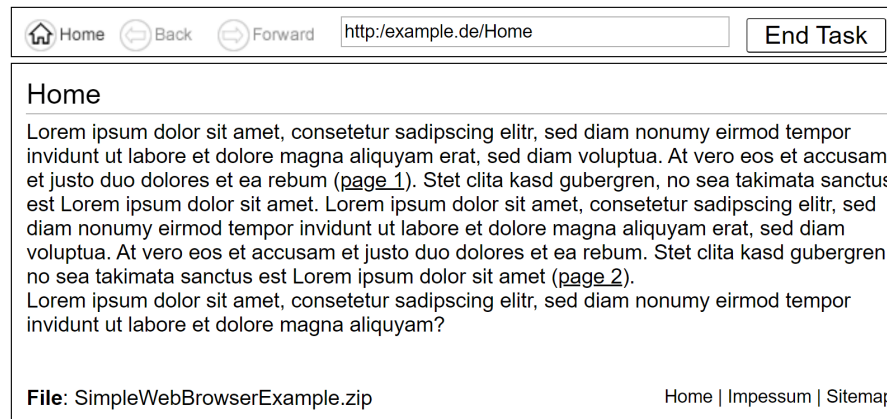 Home Back Forward http:/example.de/Home End Task
Home
Lorem ipsum dolor sit amet, consetetur sadipscing elitr, sed diam nonumy eirmod tempor
invidunt ut labore et dolore magna aliquyam erat, sed diam voluptua. At vero eos et accusam
et justo duo dolores et ea rebum (page 1). Stet clita kasd gubergren, no sea takimata sanctus
est Lorem ipsum dolor sit amet. Lorem ipsum dolor sit amet, consetetur sadipscing elitr, sed
diam nonumy eirmod tempor invidunt ut labore et dolore magna aliquyam erat, sed diam
voluptua. At vero eos et accusam et justo duo dolores et ea rebum. Stet clita kasd gubergren
no sea takimata sanctus est Lorem ipsum dolor sit amet (page 2).
Lorem ipsum dolor sit amet, consetetur sadipscing elitr, sed diam nonumy eirmod tempor
invidunt ut labore et dolore magna aliquyam?
File: SimpleWebBrowserExample.zip Home | Impessum | Sitemap